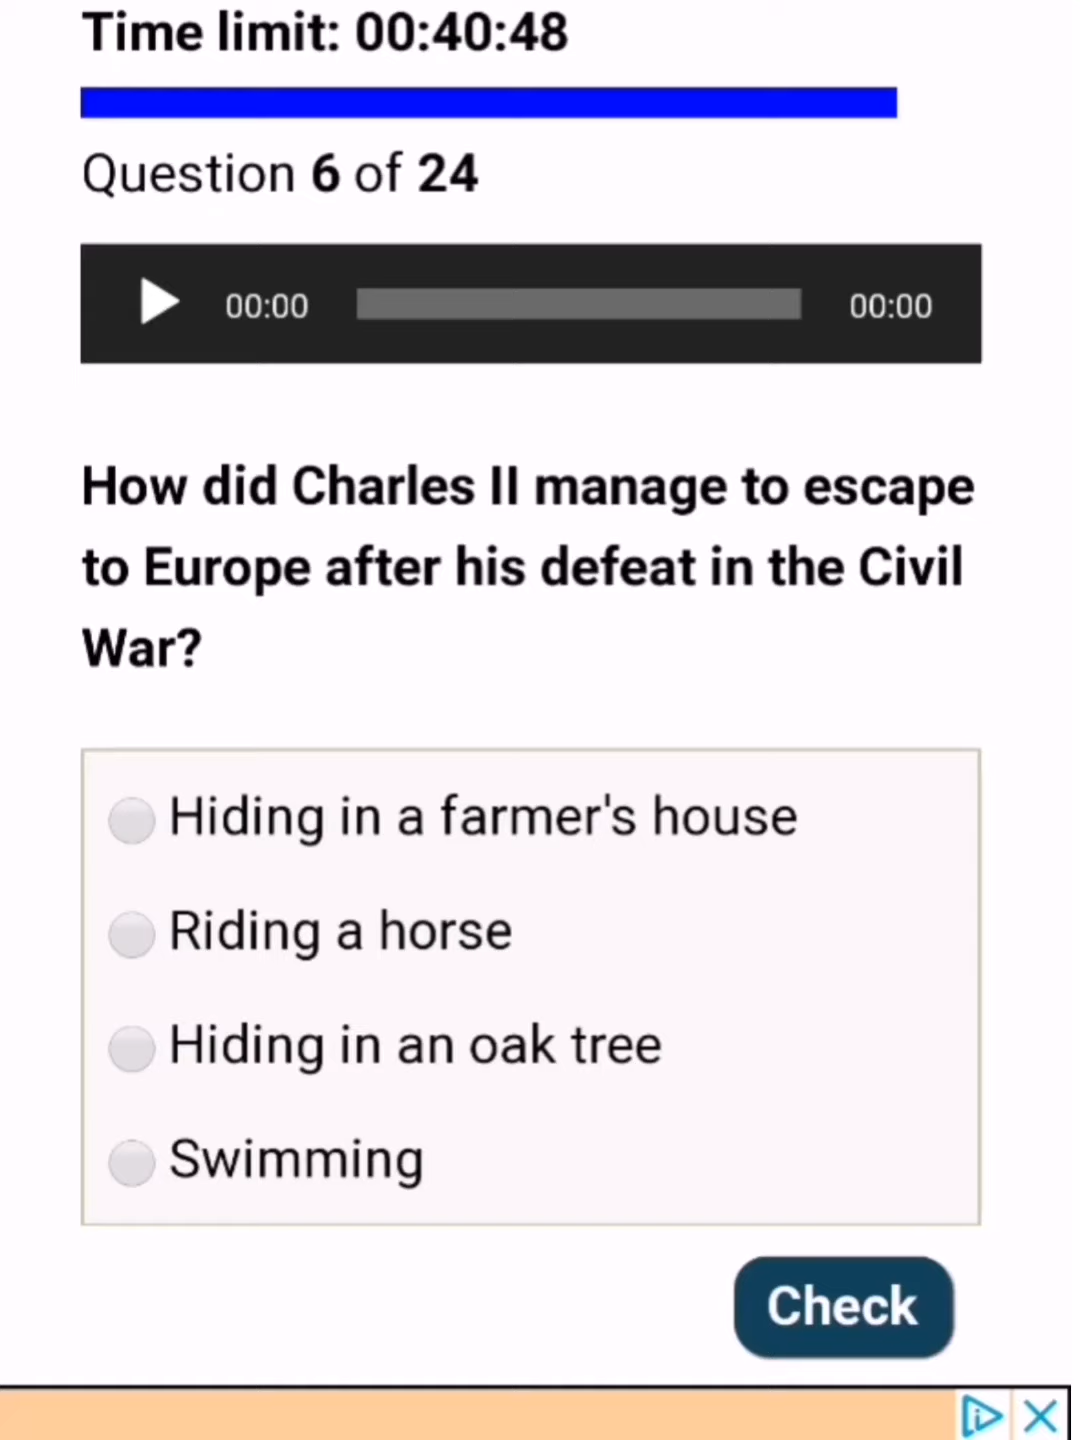 Time limit: 00:40:48
Question 6 of 24
00:00 00:00
How did Charles II manage to escape
to Europe after his defeat in the Civil
War?
Hiding in a farmer's house
Riding a horse
Hiding in an oak tree
Swimming
Check